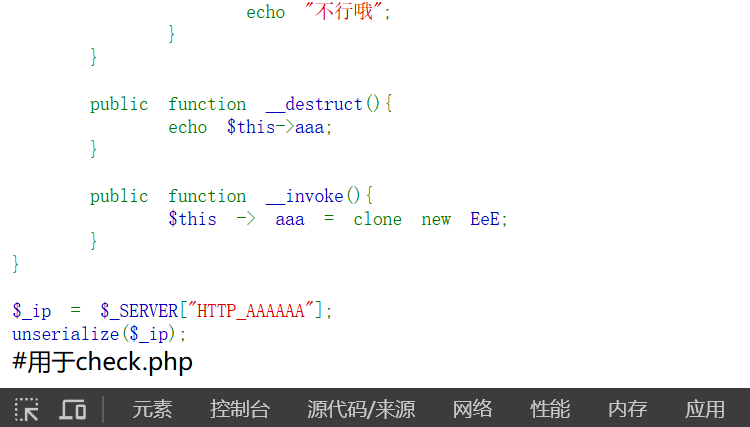 echo "不行哦";
}
}
public function __destruct(){
echo $this->aaa;
}
public function __invoke(){
$this -> aaa = clone new EeE;
}
}
$_ip = $_SERVER["HTTP_AAAAAA"];
unserialize($_ip);
#用于check.php
元素 控制台 源代码/来源 网络 性能 内存 应用